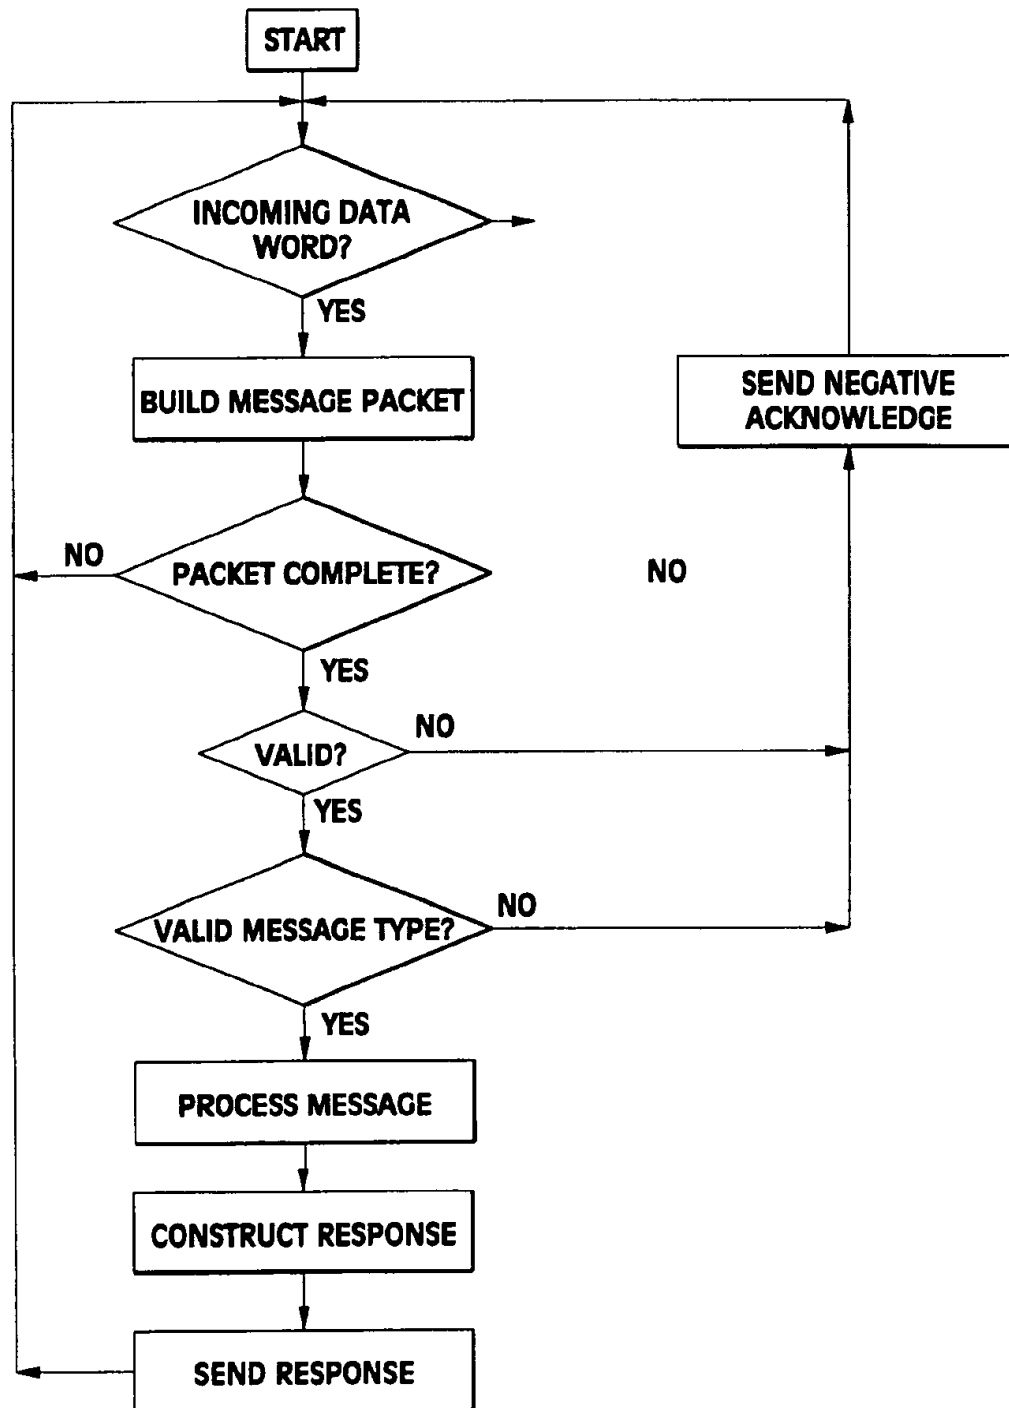 START
INCOMING DATA
WORD?
YES
BUILD MESSAGE PACKET
SEND NEGATIVE
ACKNOWLEDGE
NO
PACKET COMPLETE?
NO
YES
NO
VALID?
YES
NO
VALID MESSAGE TYPE?
YES
PROCESS MESSAGE
CONSTRUCT RESPONSE
SEND RESPONSE